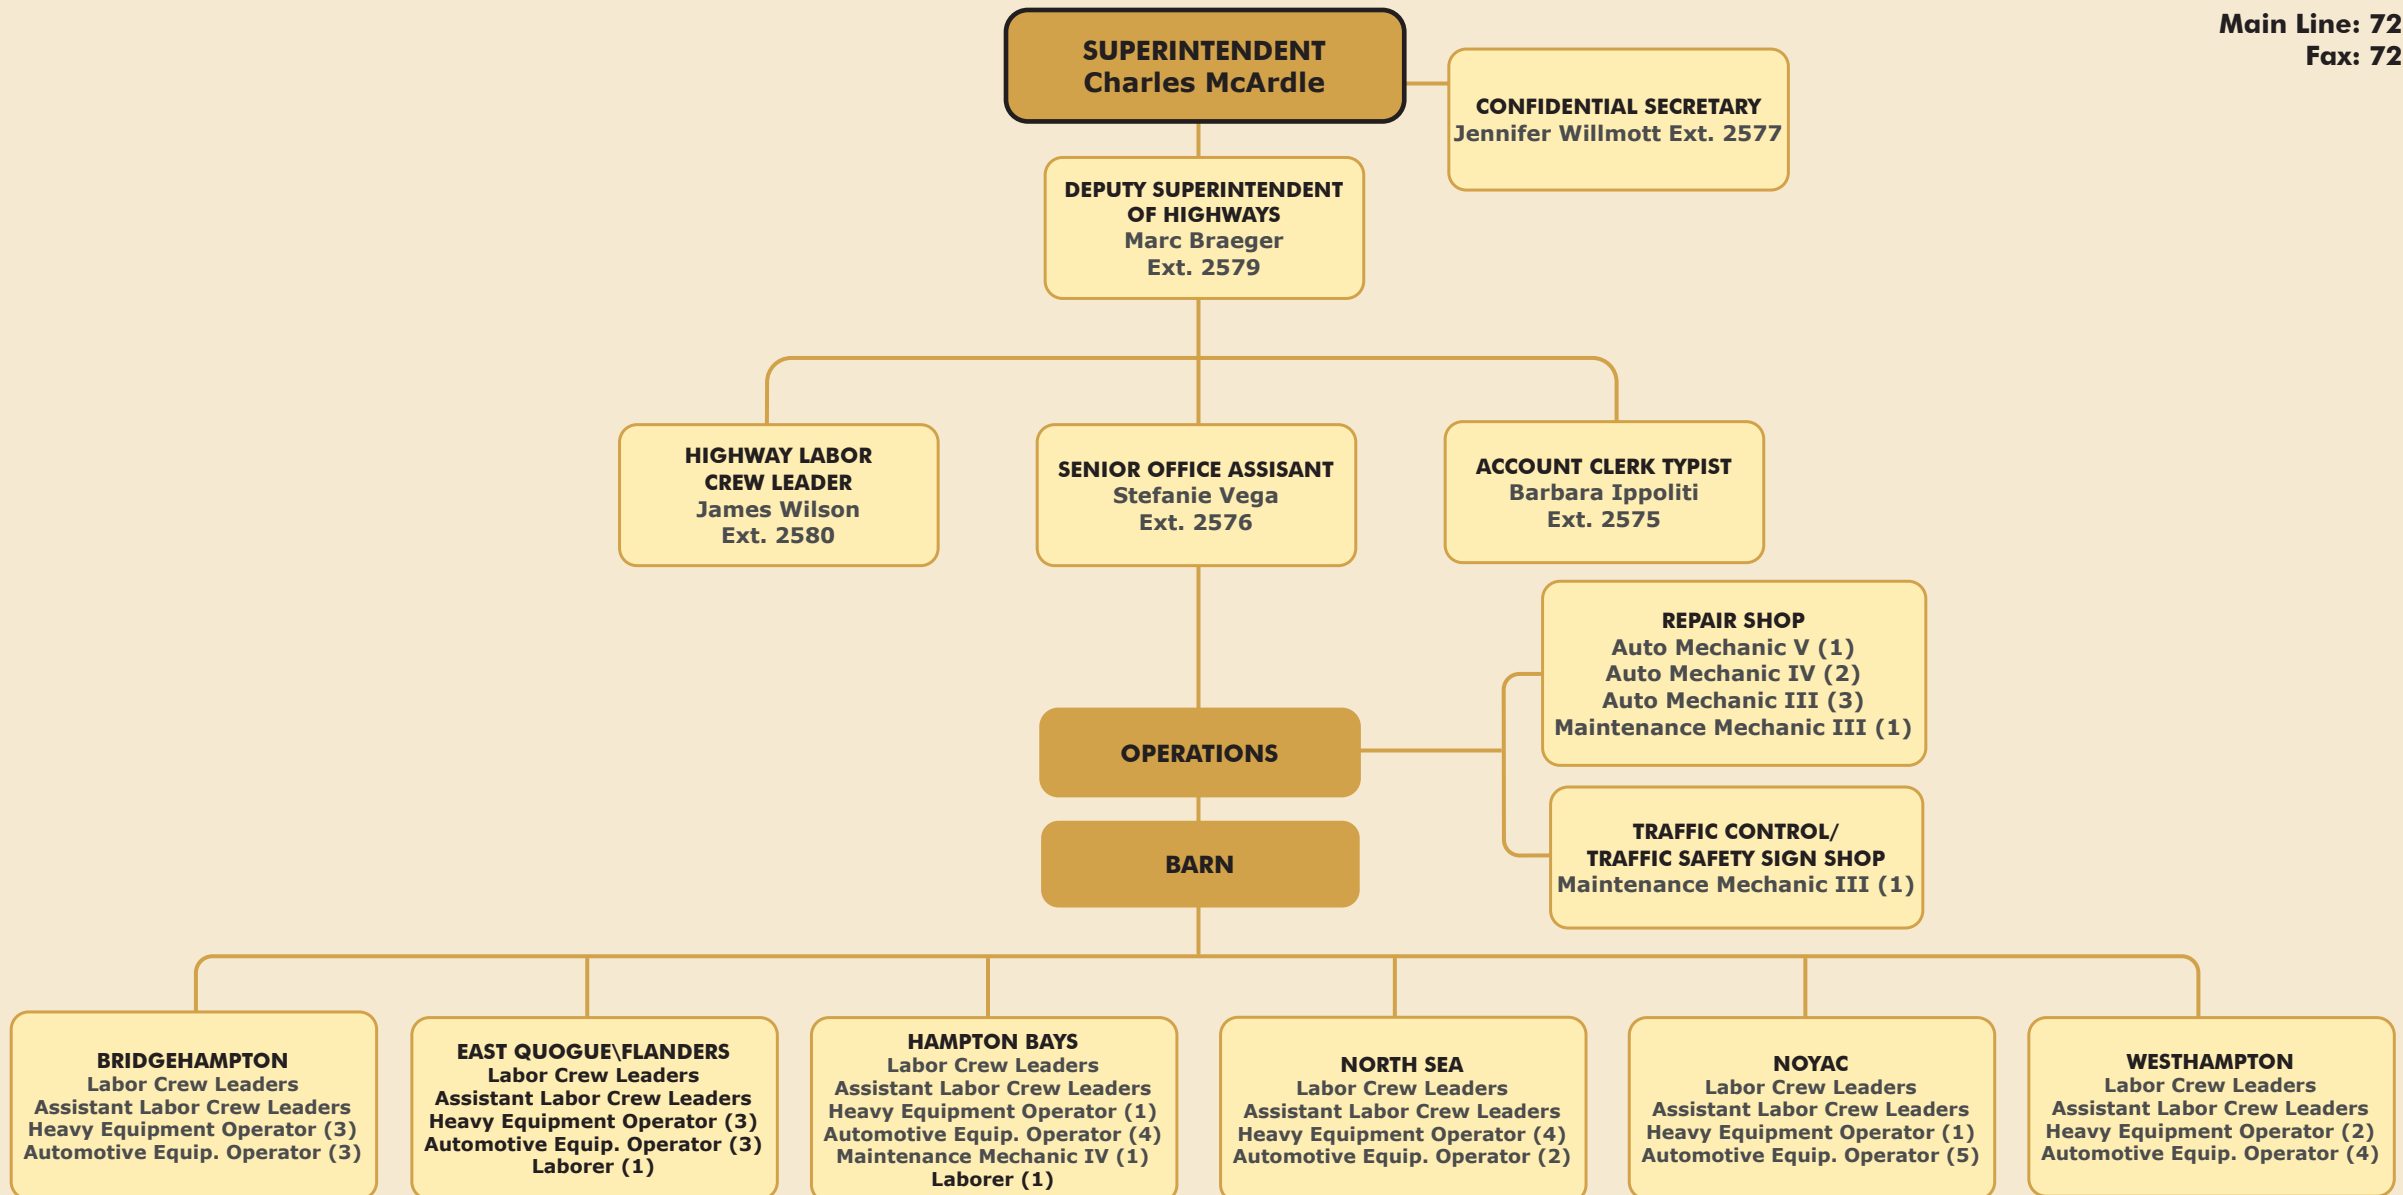 SUPERINTENDENT
Charles McArdle
Main Line: 72
Fax: 72
CONFIDENTIAL SECRETARY
Jennifer Willmott Ext. 2577
DEPUTY SUPERINTENDENT
OF HIGHWAYS
Marc Braeger
Ext. 2579
HIGHWAY LABOR
CREW LEADER
James Wilson
Ext. 2580
SENIOR OFFICE ASSISANT
Stefanie Vega
Ext. 2576
ACCOUNT CLERK TYPIST
Barbara Ippoliti
Ext. 2575
REPAIR SHOP
Auto Mechanic V (1)
Auto Mechanic IV (2)
Auto Mechanic III (3)
Maintenance Mechanic III (1)
OPERATIONS
TRAFFIC CONTROL/
TRAFFIC SAFETY SIGN SHOP
Maintenance Mechanic III (1)
BARN
BRIDGEHAMPTON
Labor Crew Leaders
Assistant Labor Crew Leaders
Heavy Equipment Operator (3)
Automotive Equip. Operator (3)
EAST QUOGUE\FLANDERS
Labor Crew Leaders
Assistant Labor Crew Leaders
Heavy Equipment Operator (3)
Automotive Equip. Operator (3)
Laborer (1)
HAMPTON BAYS
Labor Crew Leaders
Assistant Labor Crew Leaders
Heavy Equipment Operator (1)
Automotive Equip. Operator (4)
Maintenance Mechanic IV (1)
Laborer (1)
NORTH SEA
Labor Crew Leaders
Assistant Labor Crew Leaders
Heavy Equipment Operator (4)
Automotive Equip. Operator (2)
NOYAC
Labor Crew Leaders
Assistant Labor Crew Leaders
Heavy Equipment Operator (1)
Automotive Equip. Operator (5)
WESTHAMPTON
Labor Crew Leaders
Assistant Labor Crew Leaders
Heavy Equipment Operator (2)
Automotive Equip. Operator (4)